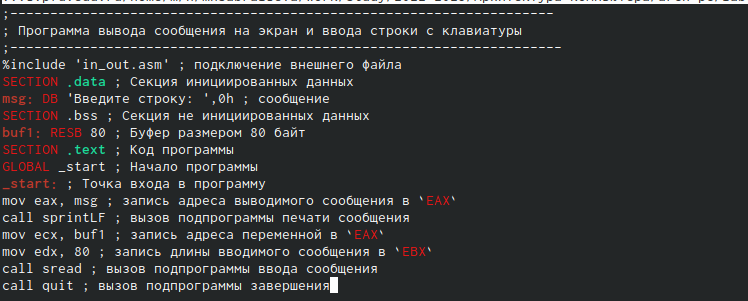 ;--------------------------------------------------------------------
; Программа вывода сообщения на экран и ввода строки с клавиатуры
;---------------------------------------------------------------------
%include 'in_out.asm' ; подключение внешнего файла
SECTION .data ; Секция инициированных данных
msg: DB 'Введите строку: ',0h ; сообщение
SECTION .bss ; Секция не инициированных данных
buf1: RESB 80 ; Буфер размером 80 байт
SECTION .text ; Код программы
GLOBAL _start ; Начало программы
_start: ; Точка входа в программу
mov eax, msg ; запись адреса выводимого сообщения в `EAX`
call sprintLF ; вызов подпрограммы печати сообщения
mov ecx, buf1 ; запись адреса переменной в `EAX`
mov edx, 80 ; запись длины вводимого сообщения в `EBX`
call sread ; вызов подпрограммы ввода сообщения
call quit ; вызов подпрограммы завершения